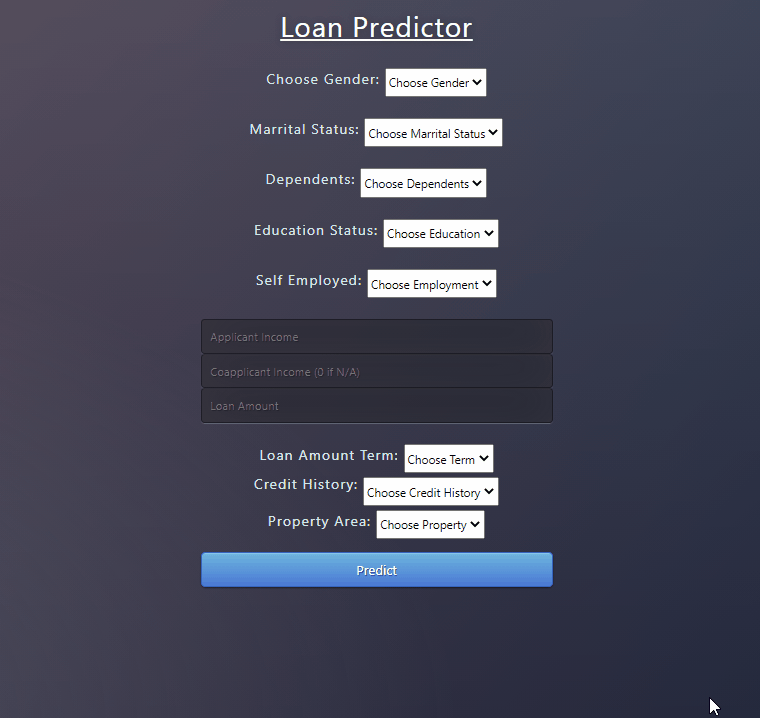 Loan Predictor
Choose Gender: Choose Gender
Marrital Status: Choose Marrital Status
Dependents: Choose Dependents
Education Status: Choose Education
Self Employed: Choose Employment
Applicant Income
Coapplicant Income (0 if N/A)
Loan Amount
Loan Amount Term: Choose Term
Credit History: Choose Credit History
Property Area: Choose Property
Predict